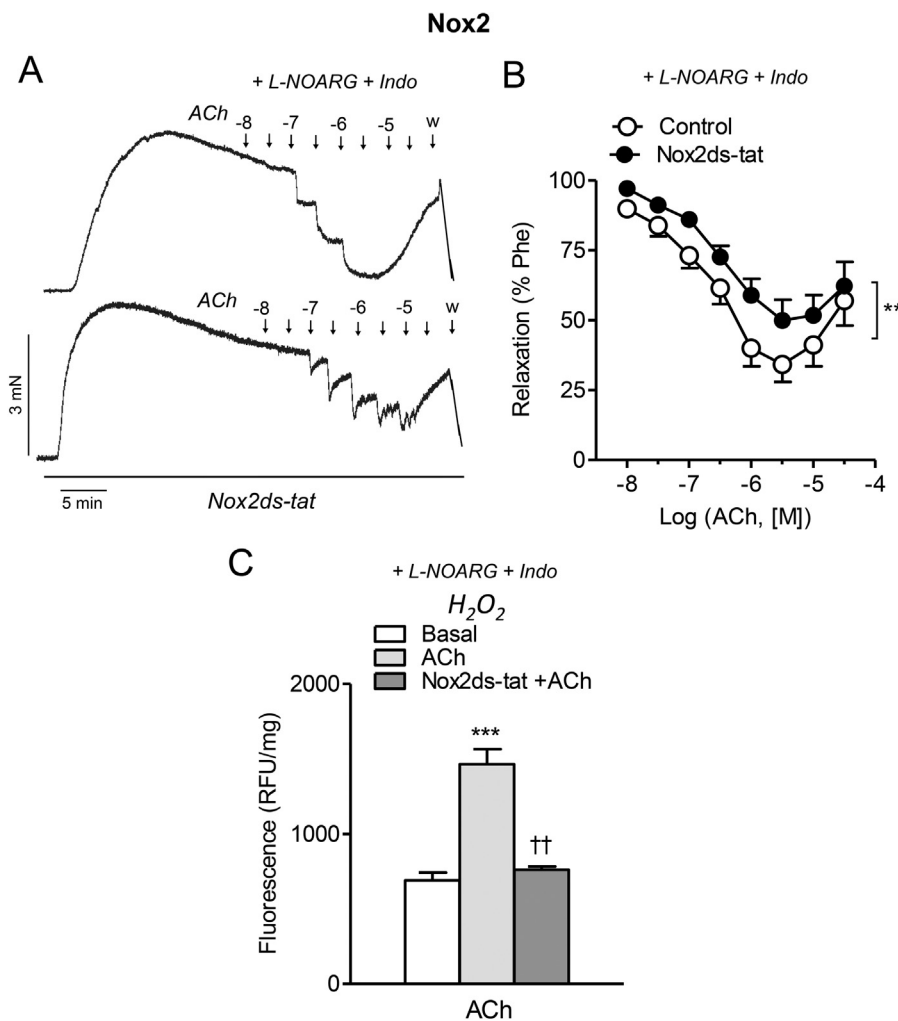 Nox2
A
+ L-NOARG + Indo
ACh
-8 -7 -6 -5 w
ACh
-8 -7 -6 -5 w
3 mN
5 min
Nox2ds-tat
B
+ L-NOARG + Indo
Control
Nox2ds-tat
100
75
50
25
0
Relaxation (% Phe)
**
-8 -7 -6 -5 -4
Log (ACh, [M])
C
+ L-NOARG + Indo
H₂O₂
Basal
ACh
Nox2ds-tat +ACh
2000
1000
0
Fluorescence (RFU/mg)
***
††
ACh